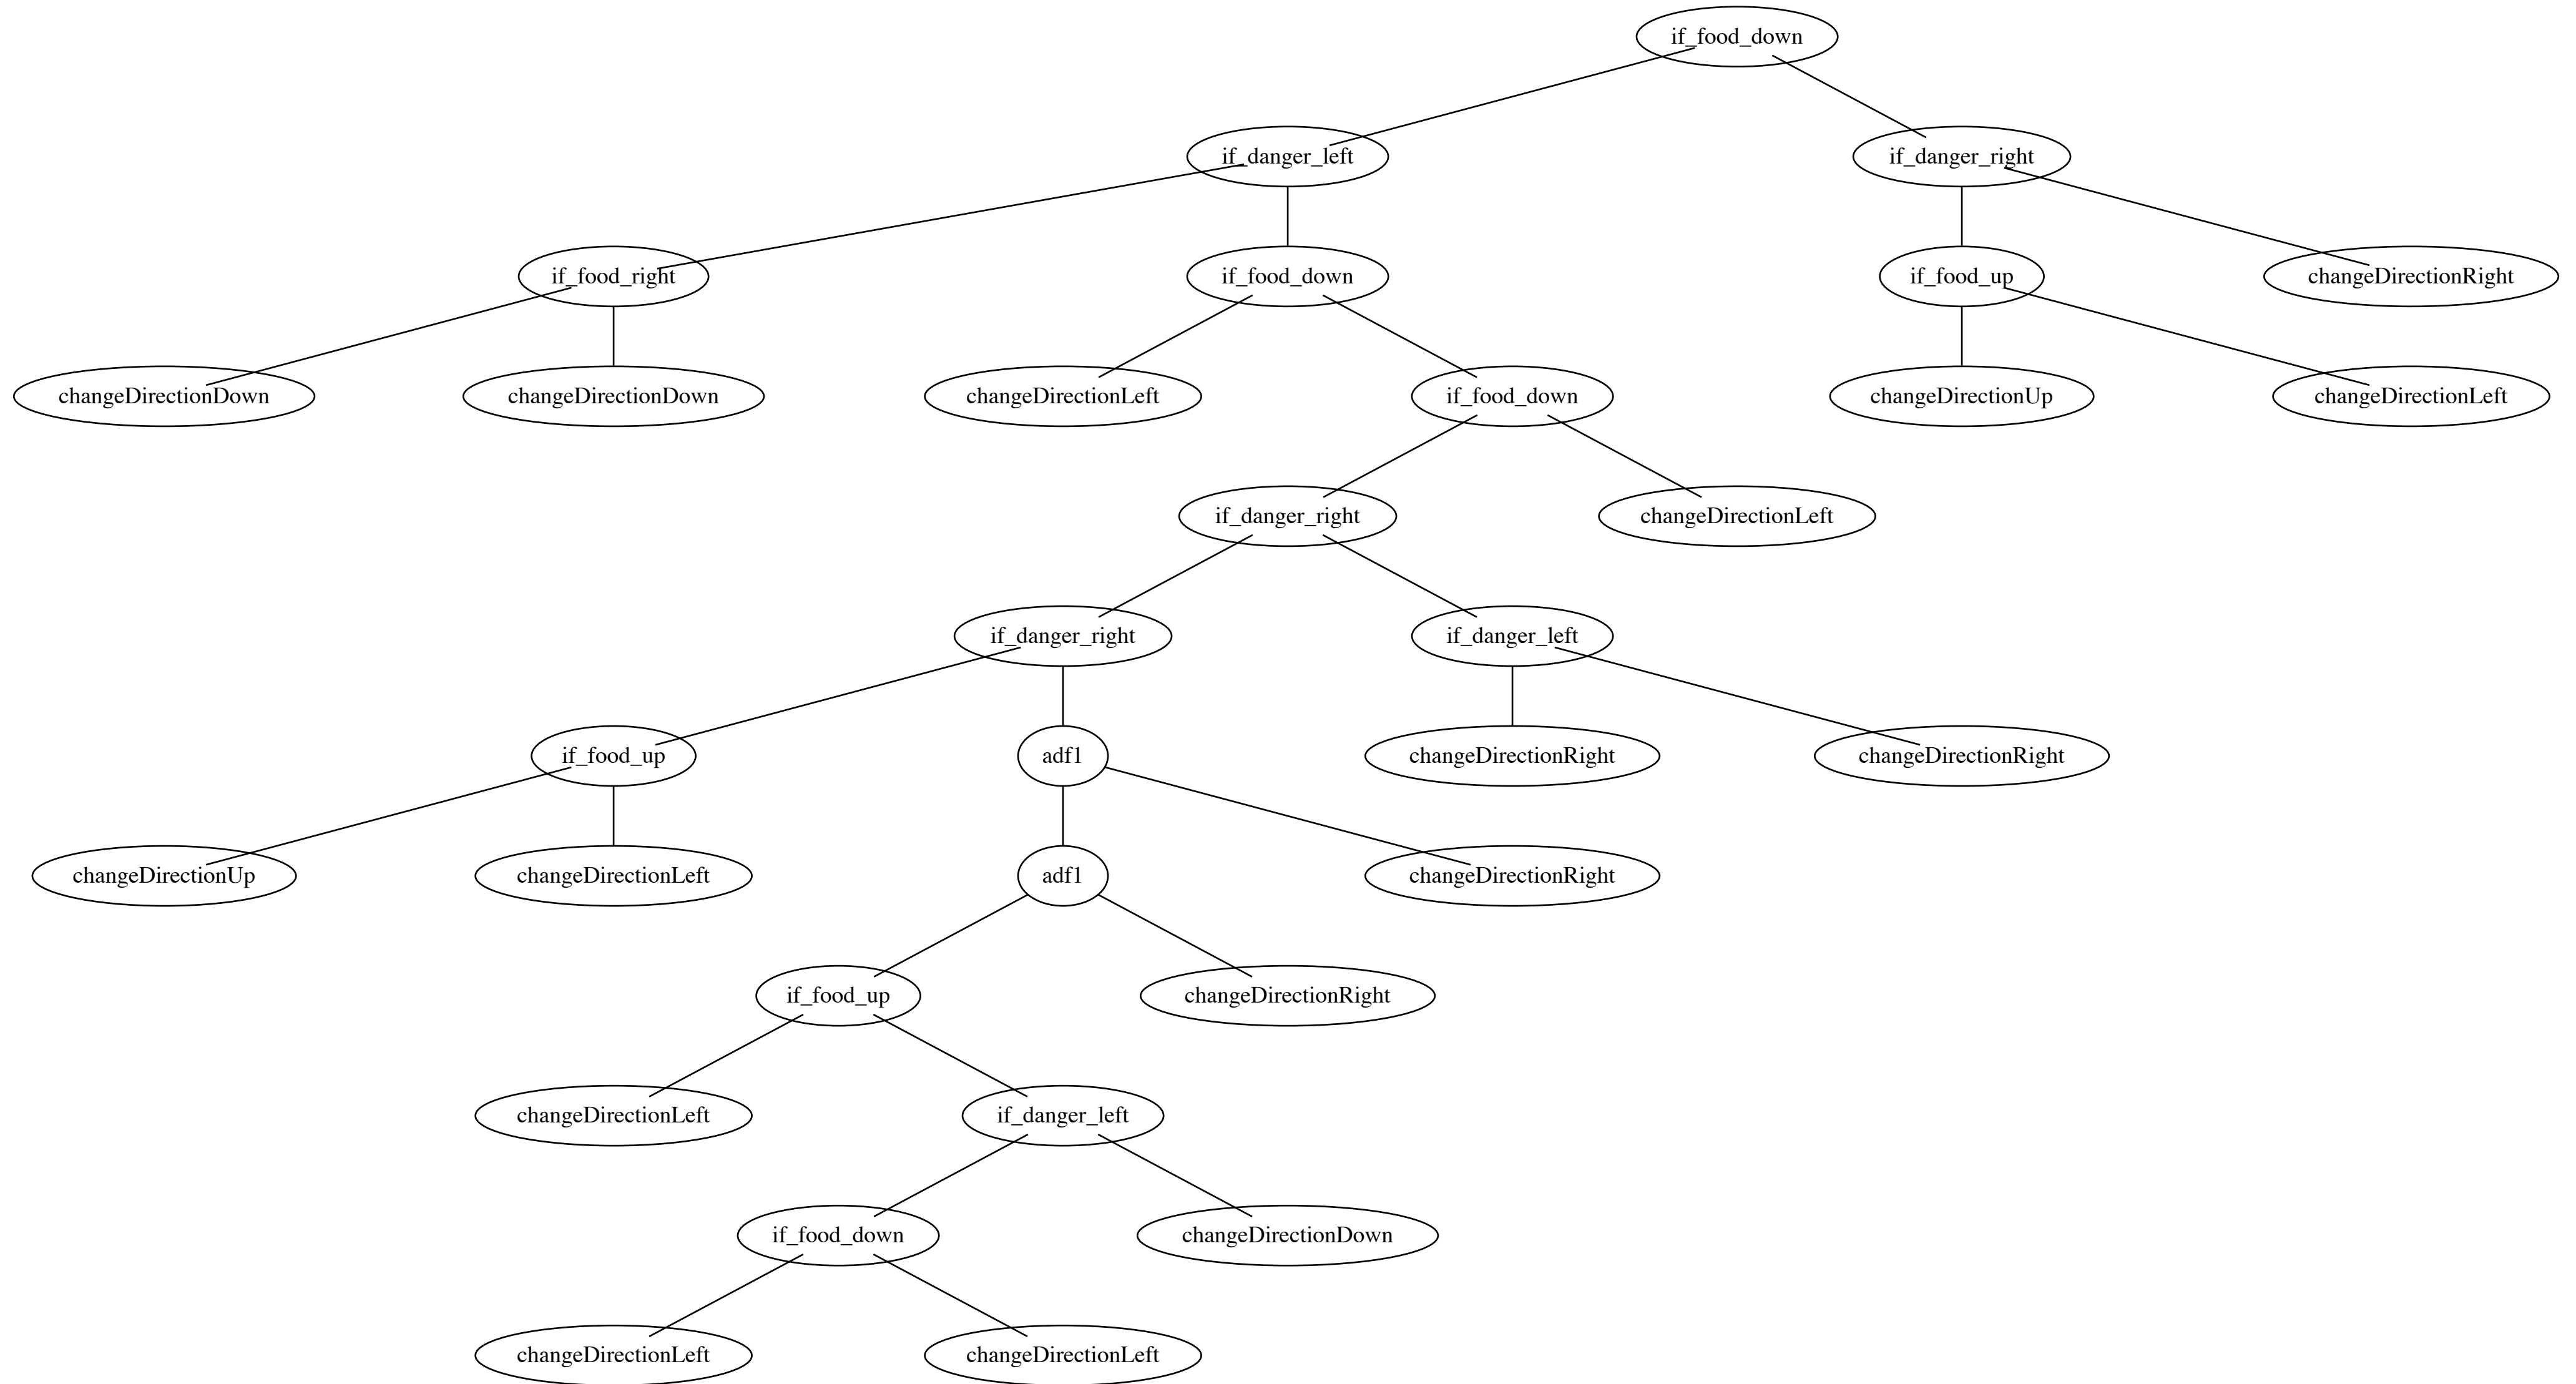 if_food_down
if_danger_left
if_danger_right
if_food_right
if_food_down
if_food_up
changeDirectionRight
changeDirectionDown
changeDirectionDown
changeDirectionLeft
if_food_down
changeDirectionUp
changeDirectionLeft
if_danger_right
changeDirectionLeft
if_danger_right
if_danger_left
if_food_up
adf1
changeDirectionRight
changeDirectionRight
changeDirectionUp
changeDirectionLeft
adf1
changeDirectionRight
if_food_up
changeDirectionRight
changeDirectionLeft
if_danger_left
if_food_down
changeDirectionDown
changeDirectionLeft
changeDirectionLeft